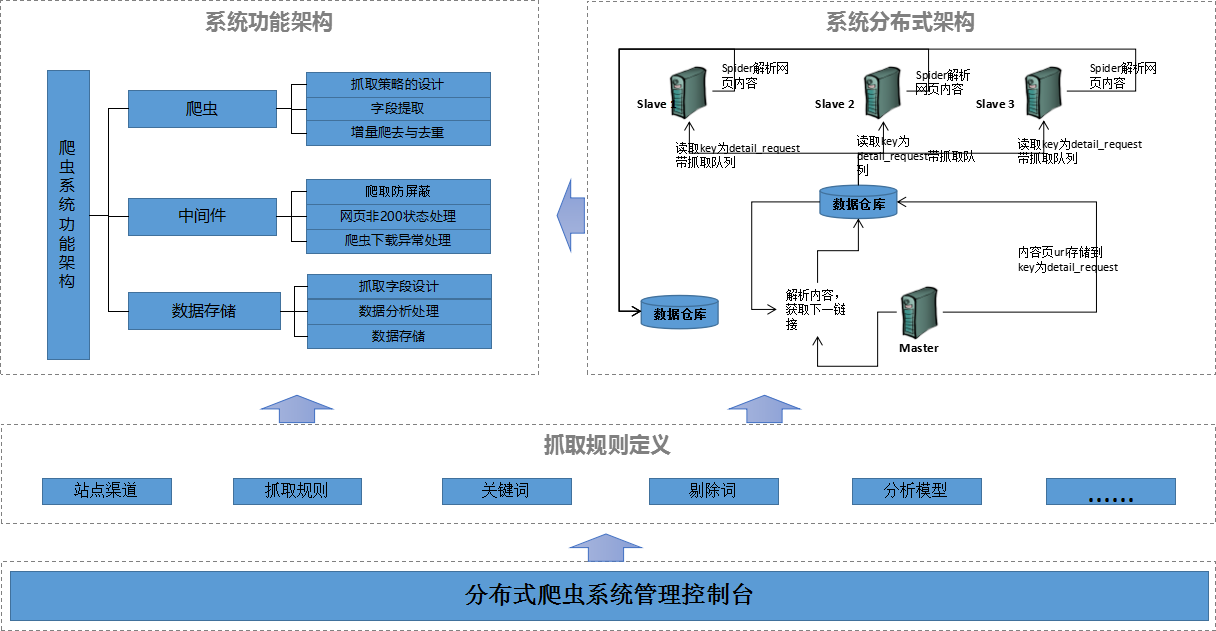 系统功能架构
爬虫系统功能架构
爬虫
抓取策略的设计
字段提取
增量爬去与去重
中间件
爬取防屏蔽
网页非200状态处理
爬虫下载异常处理
数据存储
抓取字段设计
数据分析处理
数据存储
系统分布式架构
Slave
Spider解析网
页内容
Slave 2
Spider解析
网页内容
Slave 3
Spider解析网
页内容
读取key为detail_request
带抓取队列
读取key为
detail_request带抓取队
列
读取key为detail_request
带抓取队列
数据仓库
数据仓库
解析内容，
获取下一链
接
内容页ur存储到
key为detail_request
Master
抓取规则定义
站点渠道
抓取规则
关键词
剔除词
分析模型
......
分布式爬虫系统管理控制台